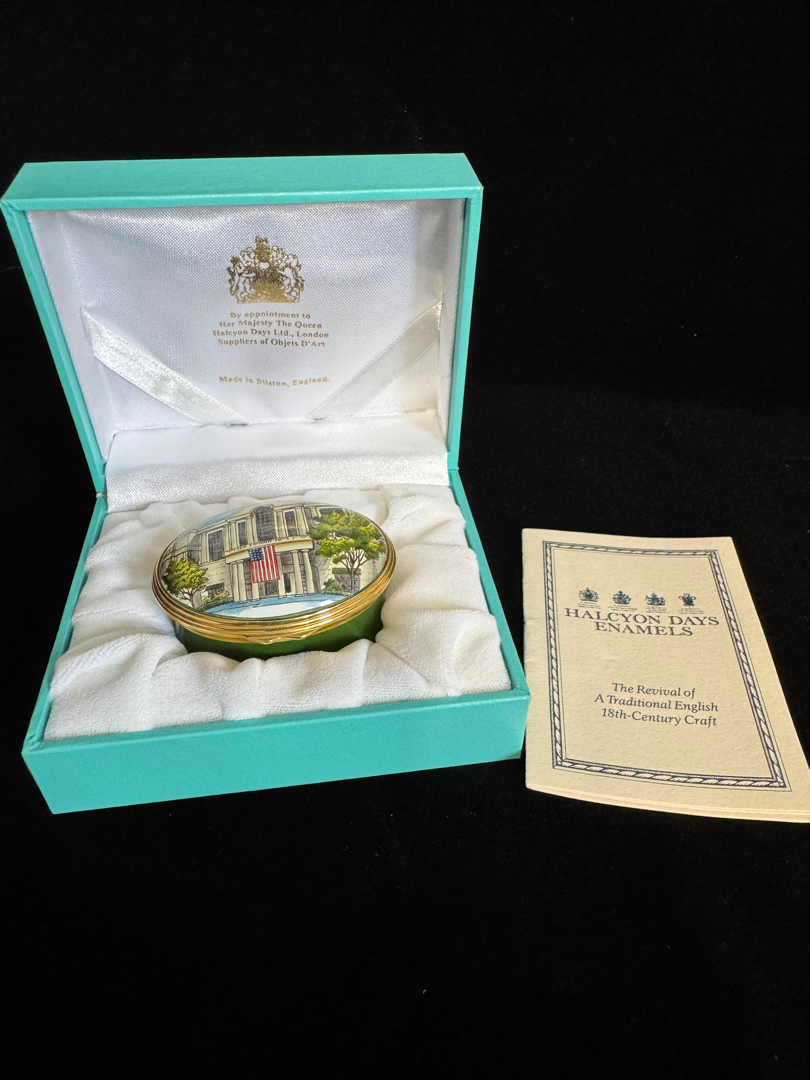 By appointment to
Her Majesty The Queen
Halcyon Days Ltd., London
Suppliers of Objets D'Art
Made in Bilston, England.
HALCYON DAYS
ENAMELS
The Revival of
A Traditional English
18th-Century Craft